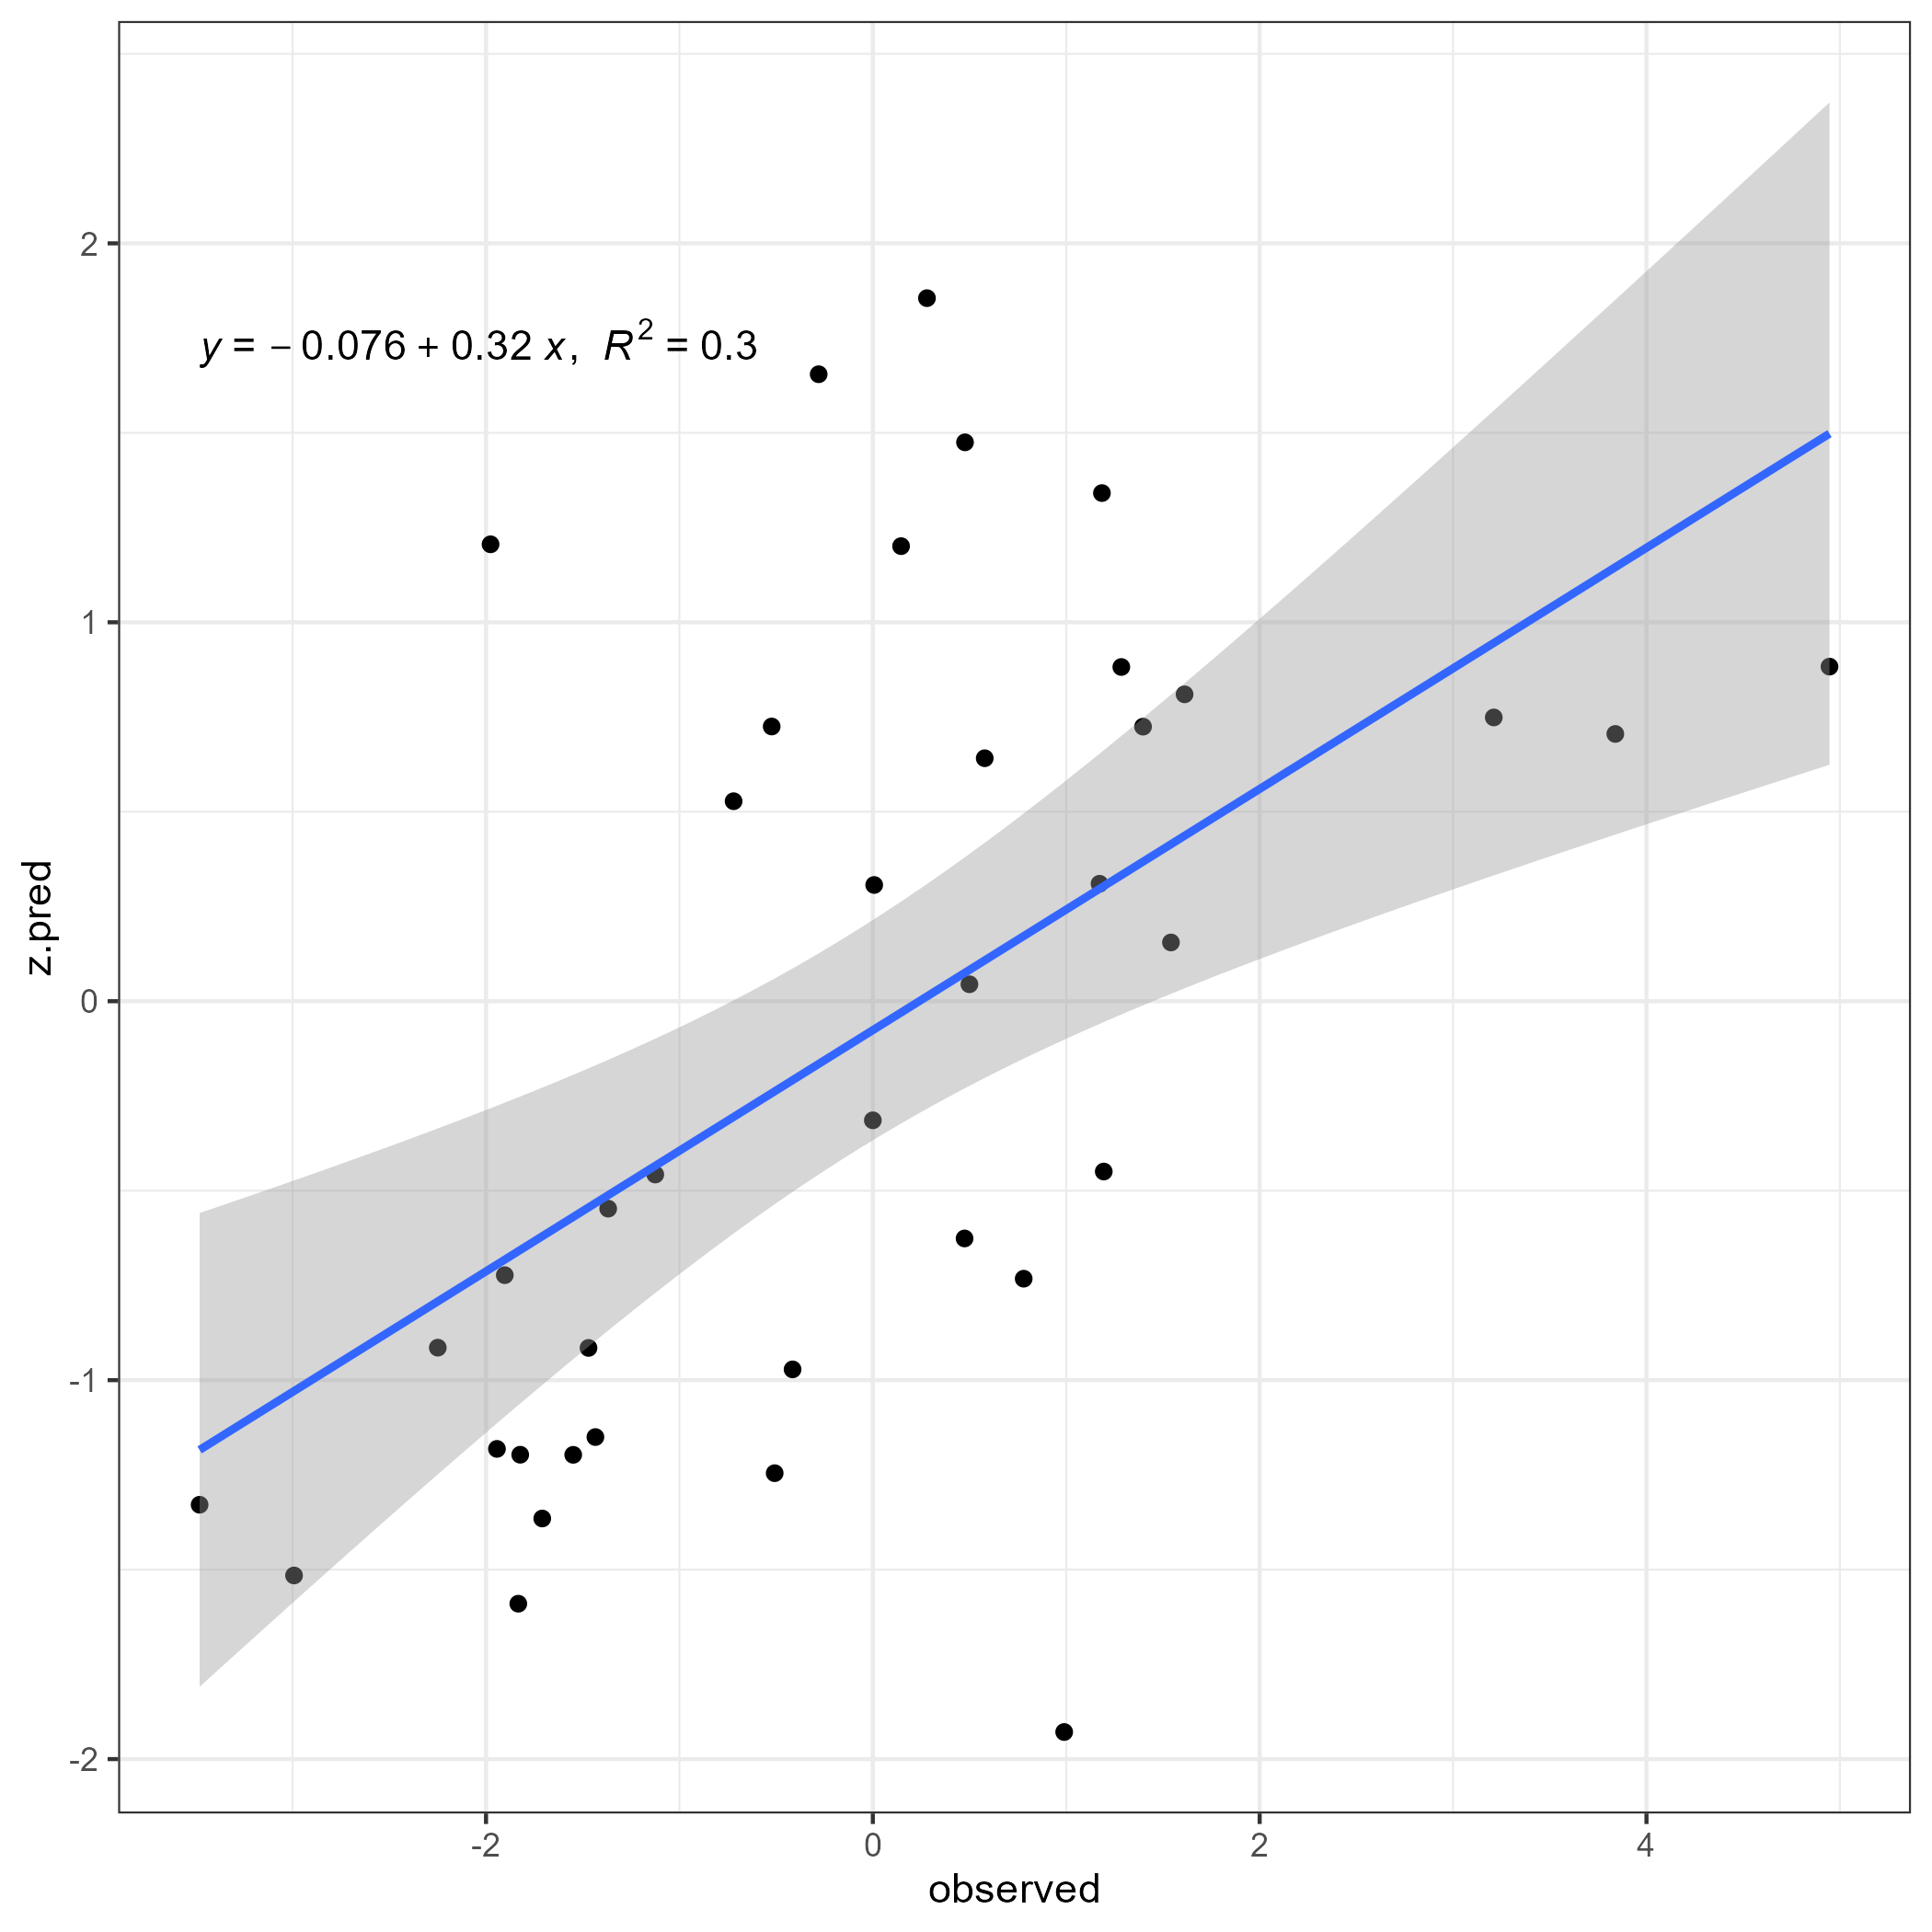 y = − 0.076 + 0.32 x, R² = 0.3
z.pred
2
1
0
-1
-2
-2 0 2 4
observed